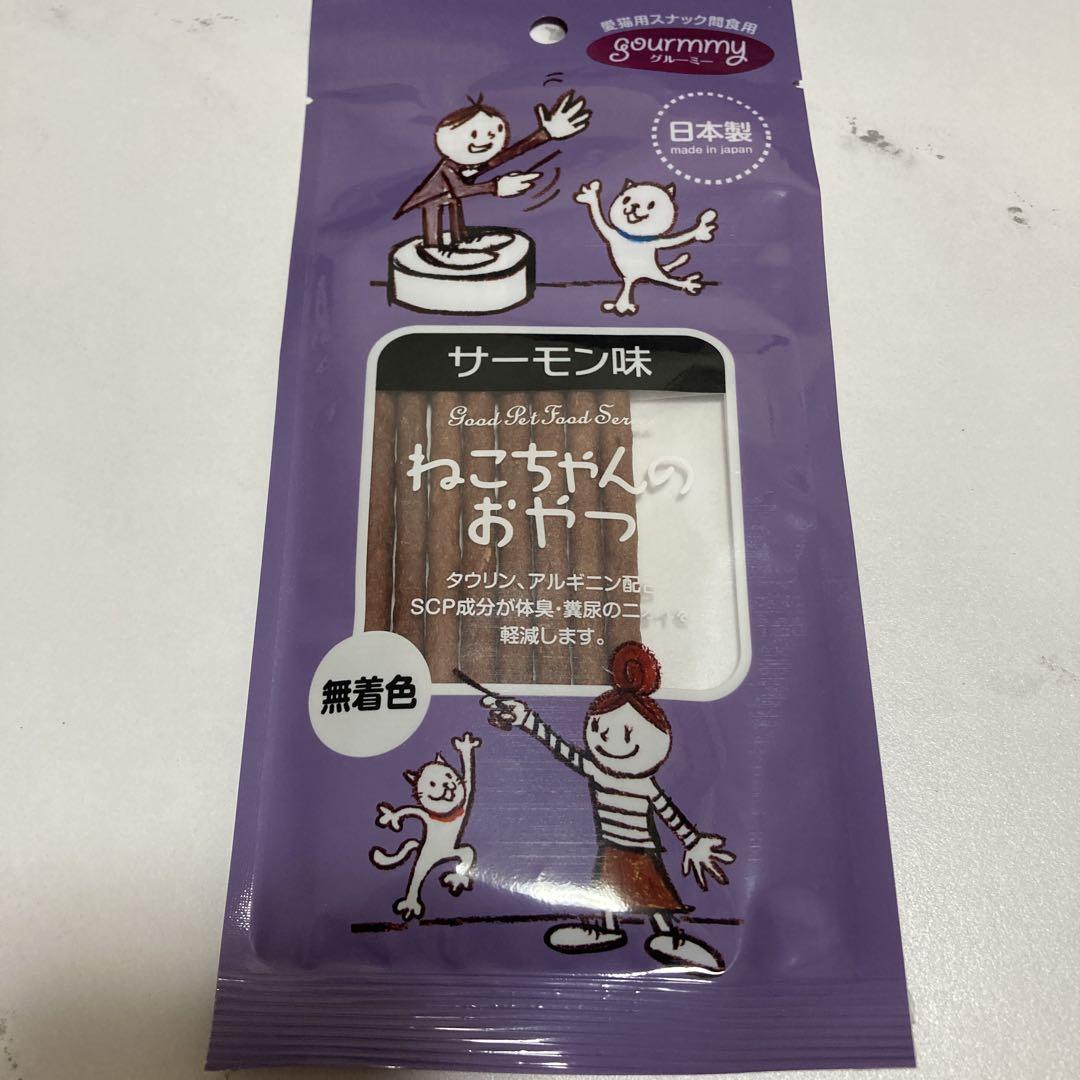 愛猫用スナック間食用
gourmmy
グルーミー
日本製
made in japan
サーモン味
Good Pet Food
ねこちゃんの
おやつ
タウリン、アルギニン配
SCP成分が体臭・糞尿のニ
軽減します。
無着色